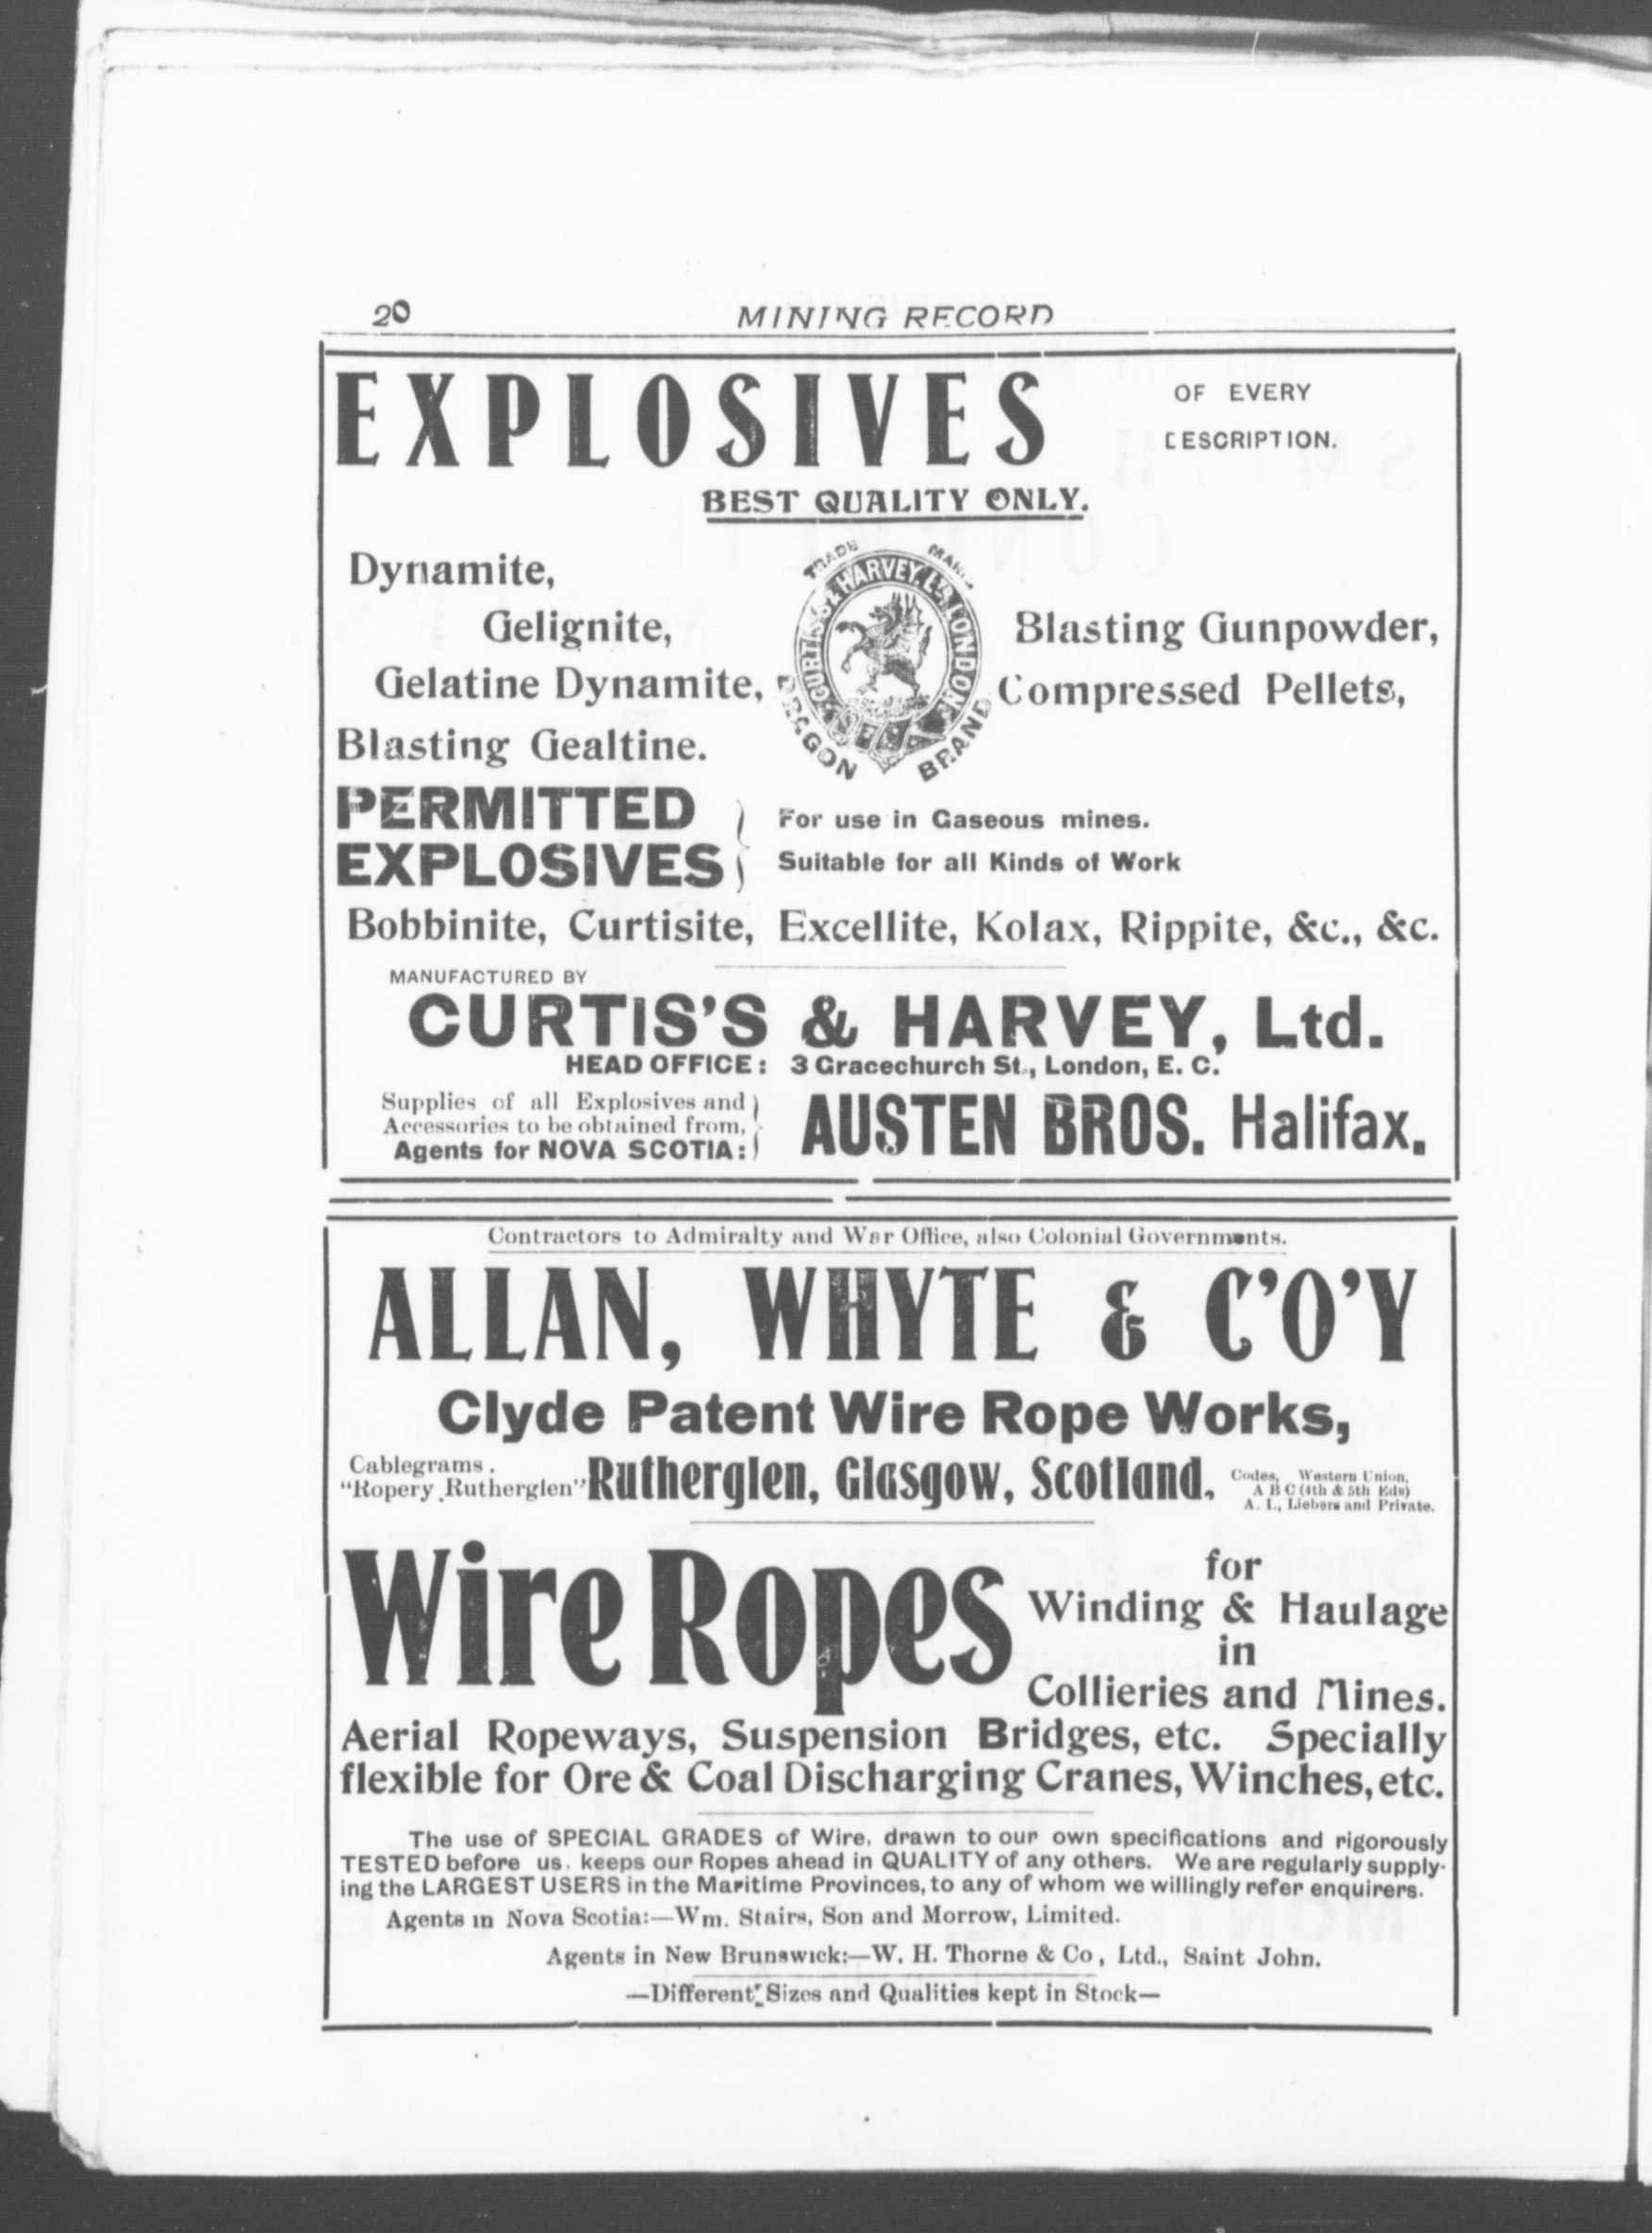 20 MINING RECORD
EXPLOSIVES OF EVERY DESCRIPTION.
BEST QUALITY ONLY.
Dynamite,
Gelignite,
Gelatine Dynamite,
Blasting Gealtine.
TRADE MARK
CURTIS'S & HARVEY, LTD. LONDON
DRAGON BRAND
Blasting Gunpowder,
Compressed Pellets,
PERMITTED EXPLOSIVES
For use in Gaseous mines.
Suitable for all Kinds of Work
Bobbinite, Curtisite, Excellite, Kolax, Rippite, &c., &c.
MANUFACTURED BY
CURTIS'S & HARVEY, Ltd.
HEAD OFFICE: 3 Gracechurch St., London, E. C.
Supplies of all Explosives and
Accessories to be obtained from,
Agents for NOVA SCOTIA:
AUSTEN BROS. Halifax.
Contractors to Admiralty and War Office, also Colonial Governments.
ALLAN, WHYTE & C'O'Y
Clyde Patent Wire Rope Works,
Cablegrams.
"Ropery Rutherglen"
Rutherglen, Glasgow, Scotland.
Codes, Western Union,
A B C (4th & 5th Eds)
A. I., Liebers and Private.
Wire Ropes
for
Winding & Haulage
in
Collieries and Mines.
Aerial Ropeways, Suspension Bridges, etc. Specially
flexible for Ore & Coal Discharging Cranes, Winches, etc.
The use of SPECIAL GRADES of Wire, drawn to our own specifications and rigorously
TESTED before us, keeps our Ropes ahead in QUALITY of any others. We are regularly supply-
ing the LARGEST USERS in the Maritime Provinces, to any of whom we willingly refer enquirers.
Agents in Nova Scotia:—Wm. Stairs, Son and Morrow, Limited.
Agents in New Brunswick:—W. H. Thorne & Co, Ltd., Saint John.
—Different Sizes and Qualities kept in Stock—